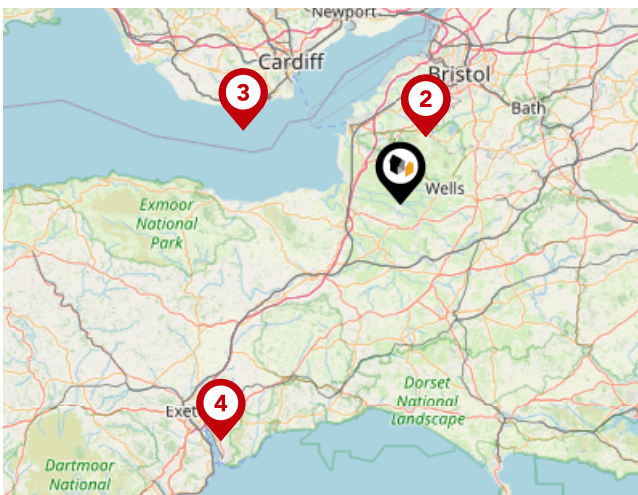 Newport
Cardiff
3
Bristol
2
Bath
Wells
Exmoor
National
Park
Dorset
National
Landscape
4
Exet
Dartmoor
National